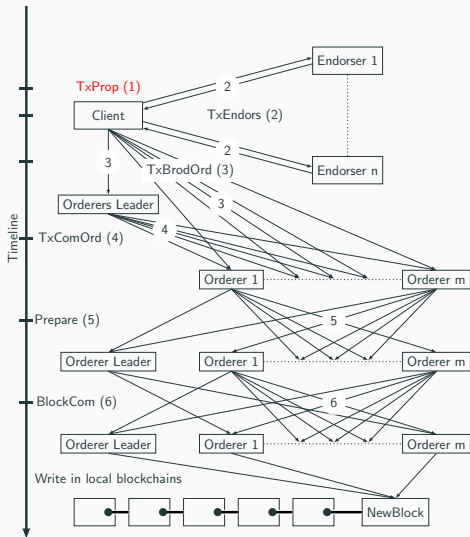 Endorser 1
2
TxProp (1)
Client
TxEndors (2)
2
3
TxBrodOrd (3)
Endorser n
Orderers Leader
3
4
TxComOrd (4)
Timeline
Orderer 1
Orderer m
Prepare (5)
5
Orderer Leader
Orderer 1
Orderer m
BlockCom (6)
6
Orderer Leader
Orderer 1
Orderer m
Write in local blockchains
NewBlock